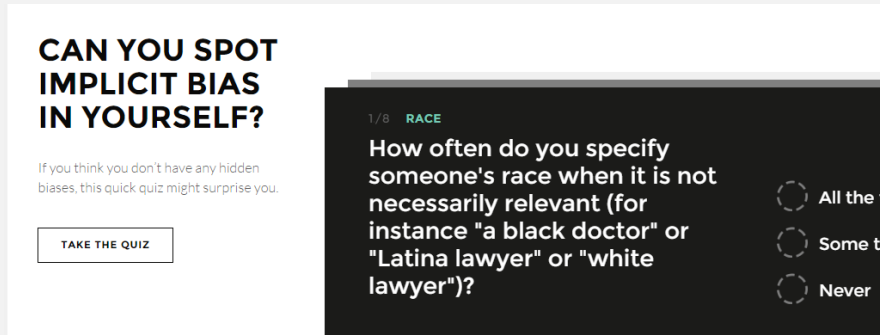 CAN YOU SPOT
IMPLICIT BIAS
IN YOURSELF?
If you think you don't have any hidden
biases, this quick quiz might surprise you.
TAKE THE QUIZ
1/8 RACE
How often do you specify
someone's race when it is not
necessarily relevant (for
instance "a black doctor" or
"Latina lawyer" or "white
lawyer")?
All the
Some
Never